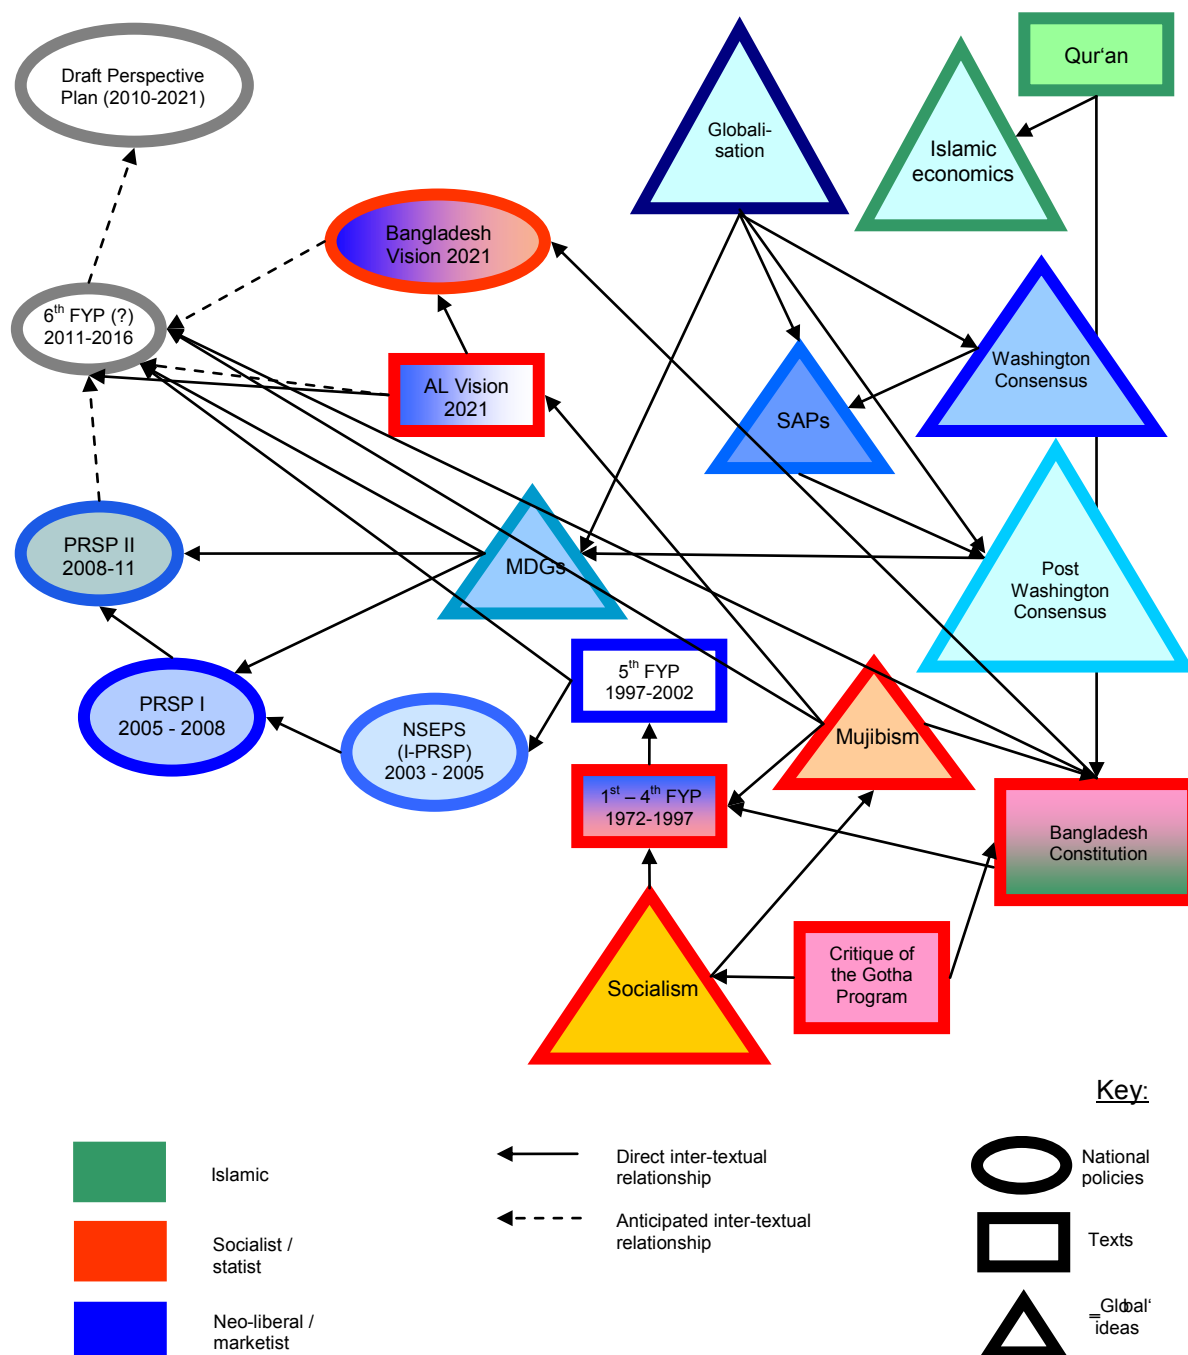 Draft Perspective
Plan (2010-2021)
Globali-
sation
Qur‘an
Islamic
economics
Bangladesh
Vision 2021
6th FYP (?)
2011-2016
AL Vision
2021
Washington
Consensus
SAPs
PRSP II
2008-11
MDGs
Post
Washington
Consensus
PRSP I
2005 - 2008
NSEPS
(I-PRSP)
2003 - 2005
5th FYP
1997-2002
Mujibism
1st – 4th FYP
1972-1997
Bangladesh
Constitution
Socialism
Critique of
the Gotha
Program
Key:
Islamic
Socialist /
statist
Neo-liberal /
marketist
Direct inter-textual
relationship
Anticipated inter-textual
relationship
National
policies
Texts
‗Global‘
ideas